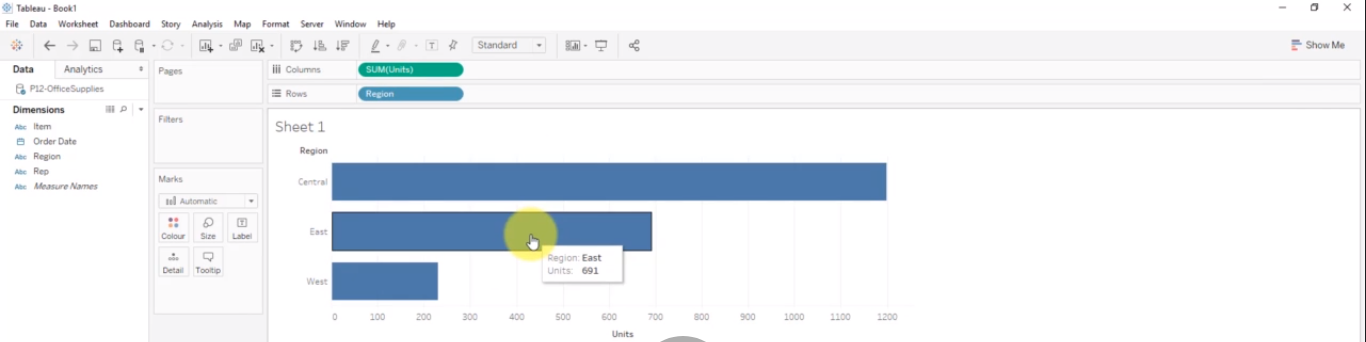 Tableau - Book1
File Data Worksheet Dashboard Story Analysis Map Format Server Window Help
Standard
Show Me
Data Analytics
Pages
Columns SUM(Units)
P12-OfficeSupplies
Rows Region
Dimensions
Filters
Abc Item
Order Date
Abc Region
Abc Rep
Abc Measure Names
Sheet 1
Region
Marks
Automatic
Colour Size Label
Detail Tooltip
Central
East
West
Region: East
Units: 691
0 100 200 300 400 500 600 700 800 900 1000 1100 1200
Units